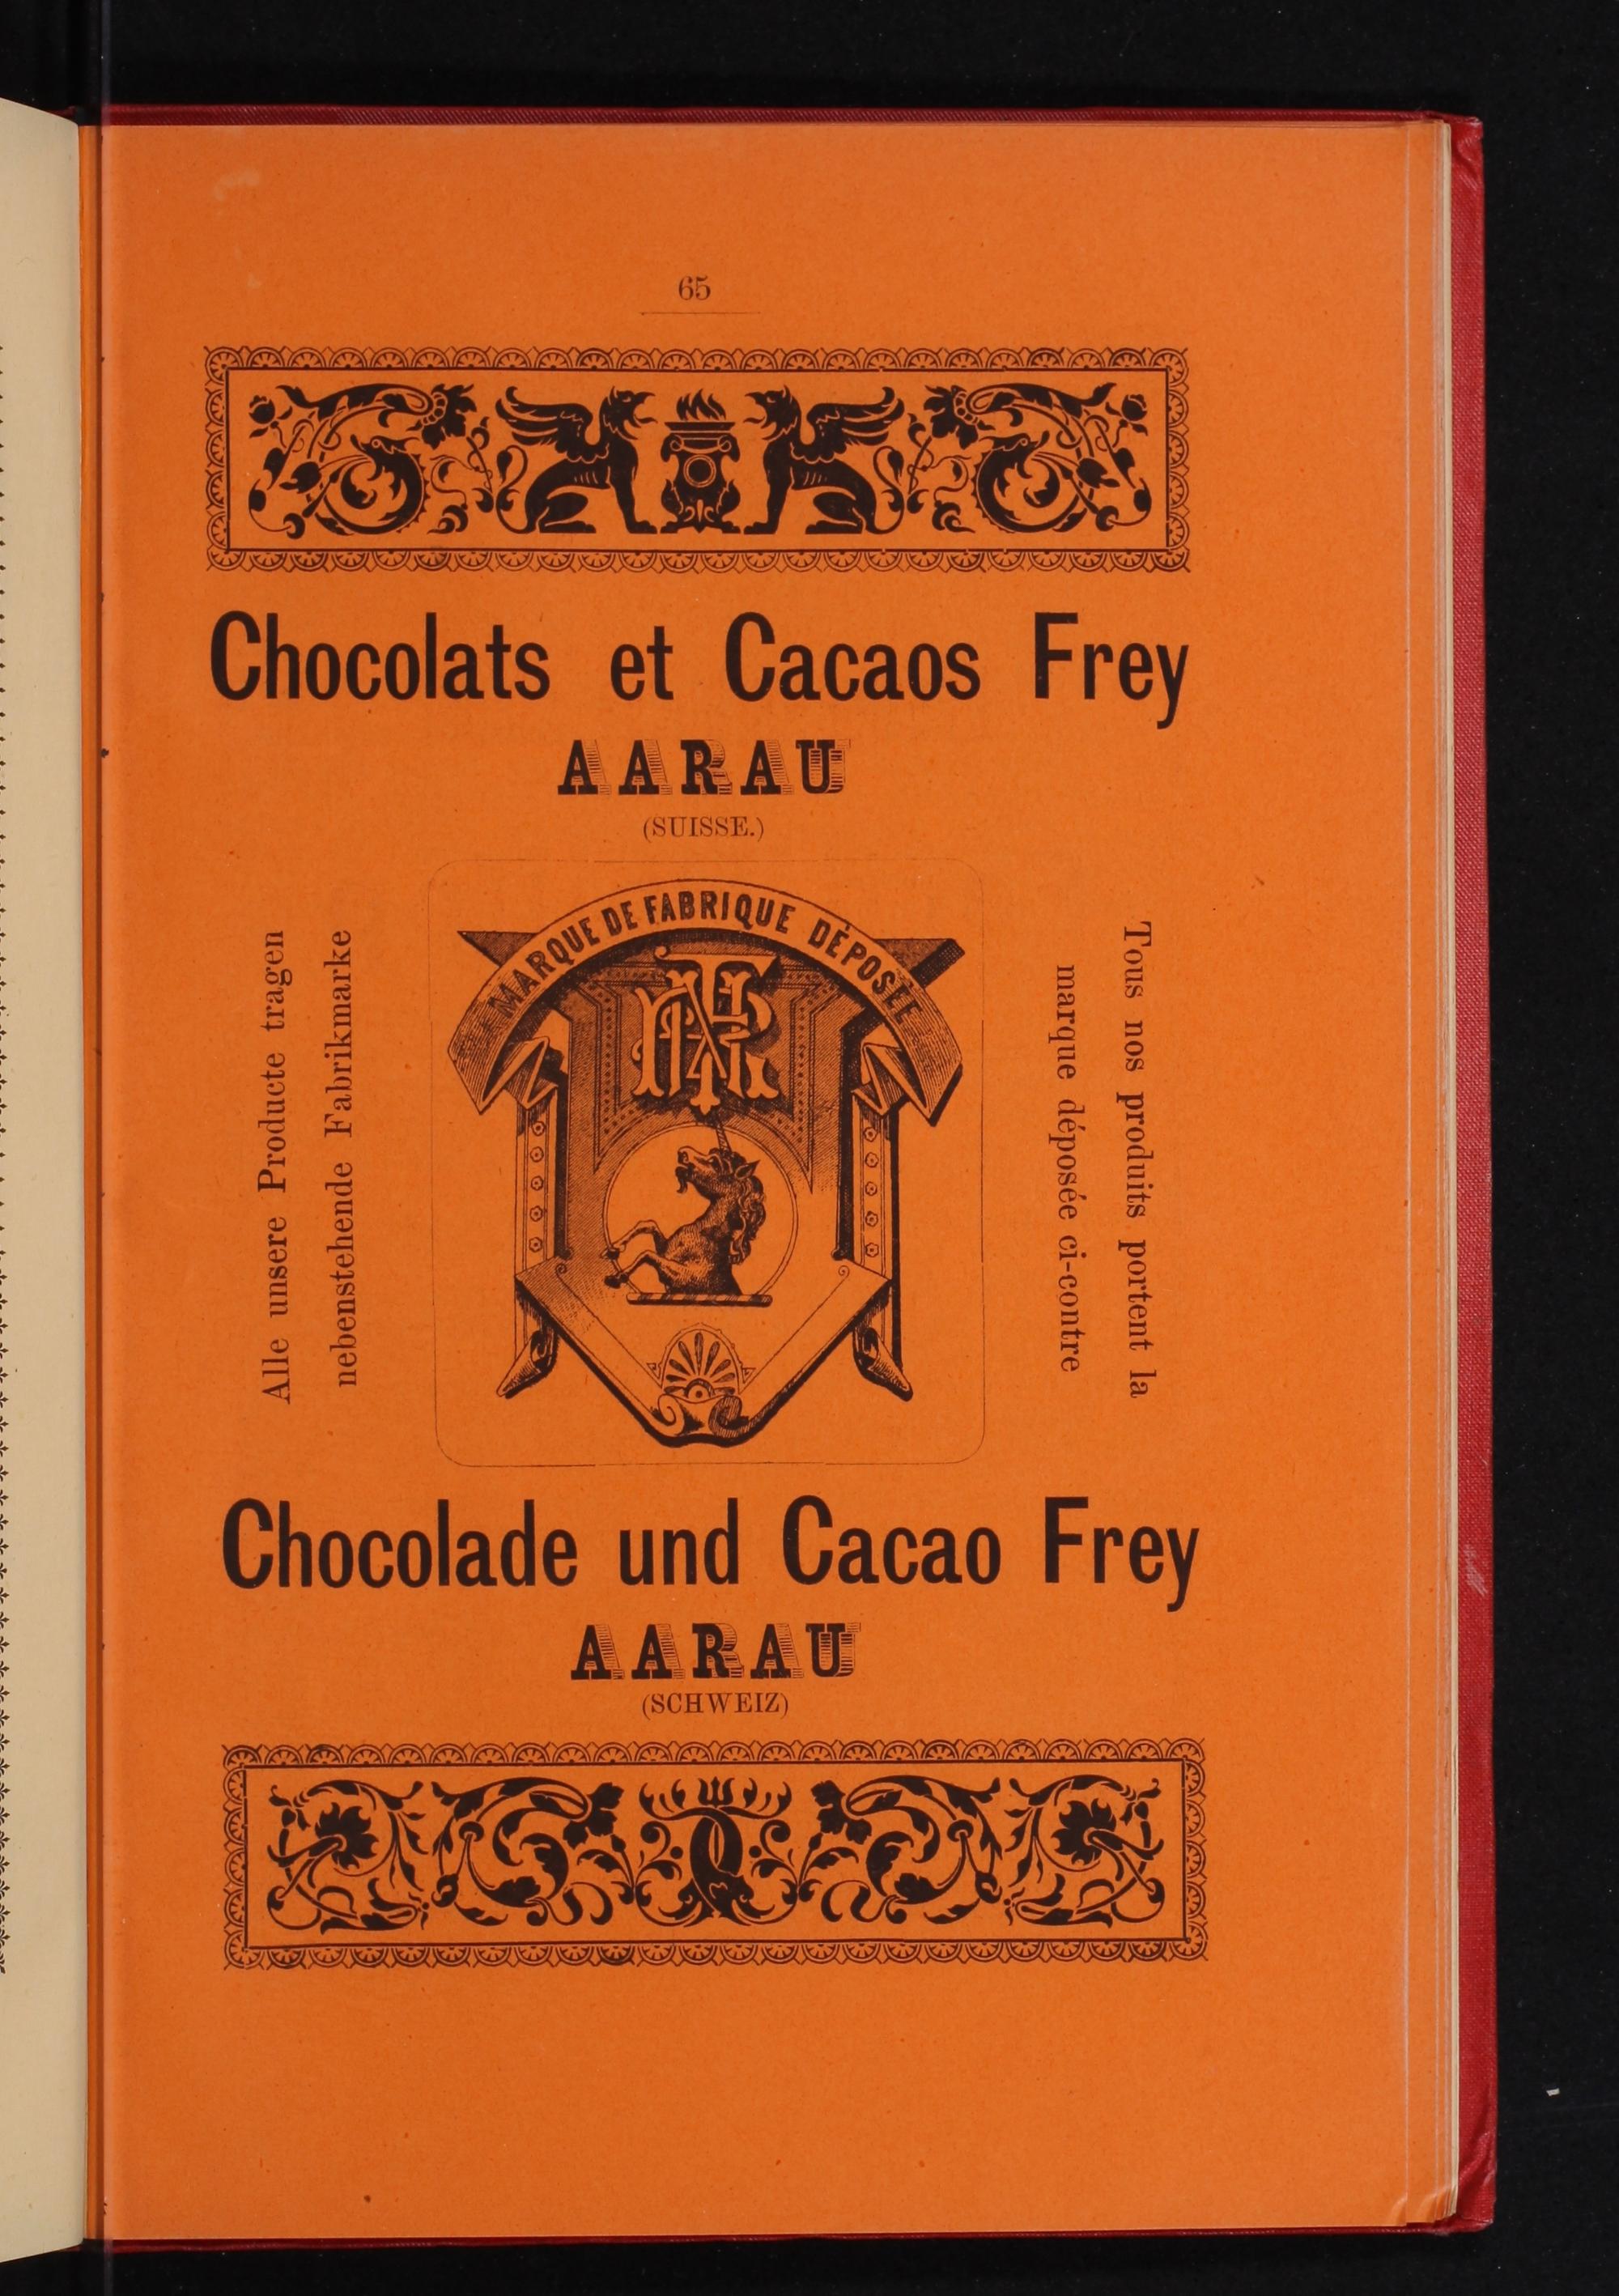 65
Chocolats et Cacaos Frey
AARAU
(SUISSE.)
Alle unsere Producte tragen
nebenstehende Fabrikmarke
MARQUE DE FABRIQUE DÉPOSÉE
Tous nos produits portent la
marque déposée ci-contre
Chocolade und Cacao Frey
AARAU
(SCHWEIZ)